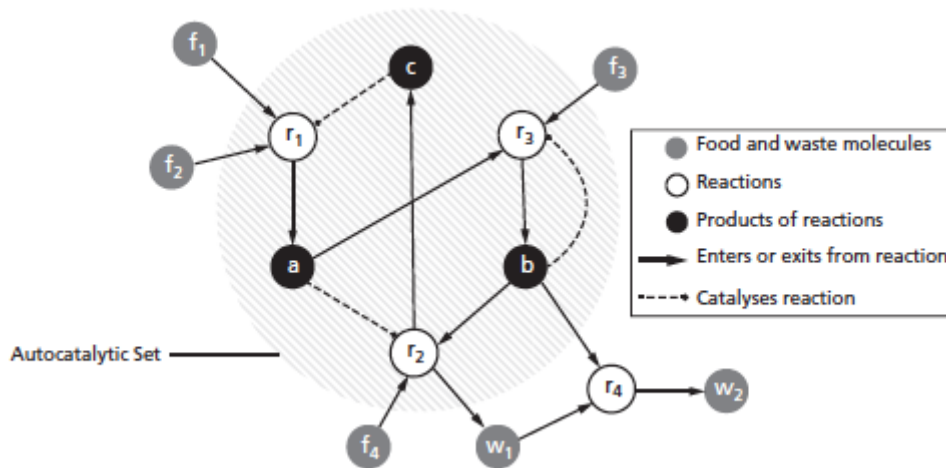 f1
c
f3
r1
r3
f2
a
b
Autocatalytic Set
r2
r4
w2
f4
w1
Food and waste molecules
Reactions
Products of reactions
Enters or exits from reaction
Catalyses reaction